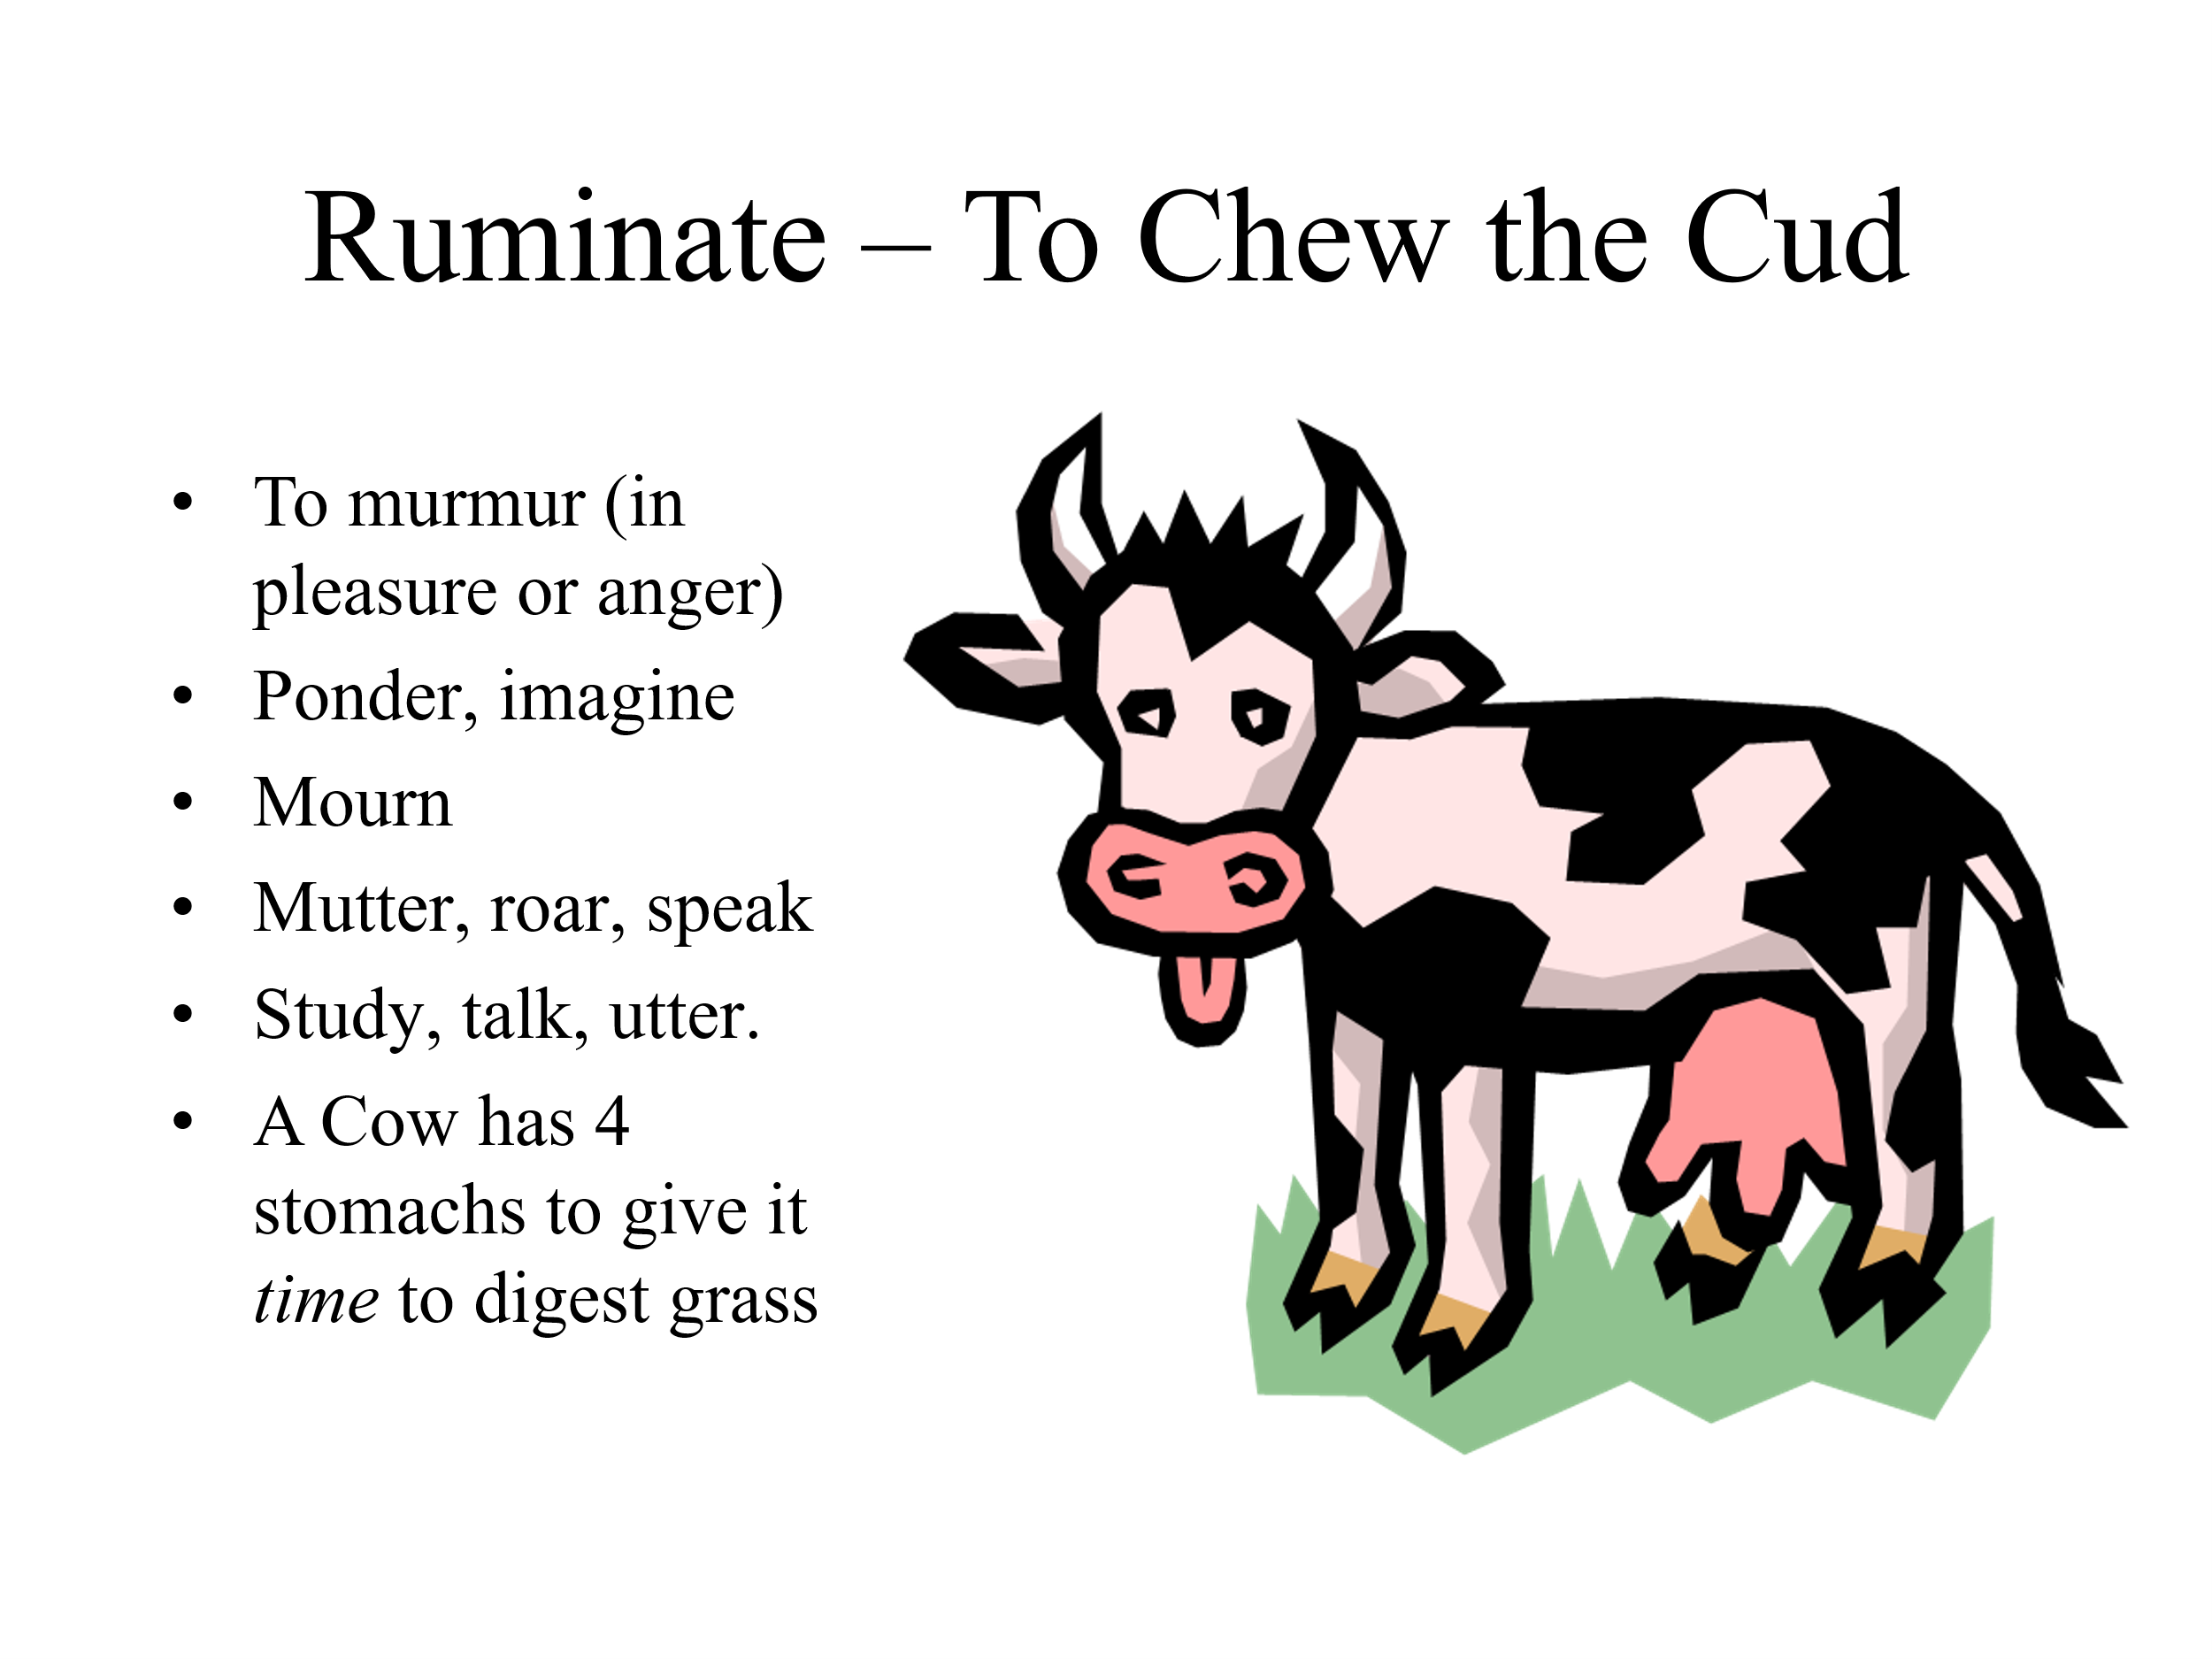 Ruminate – To Chew the Cud
• To murmur (in
pleasure or anger)
• Ponder, imagine
• Mourn
• Mutter, roar, speak
• Study, talk, utter.
• A Cow has 4
stomachs to give it
time to digest grass